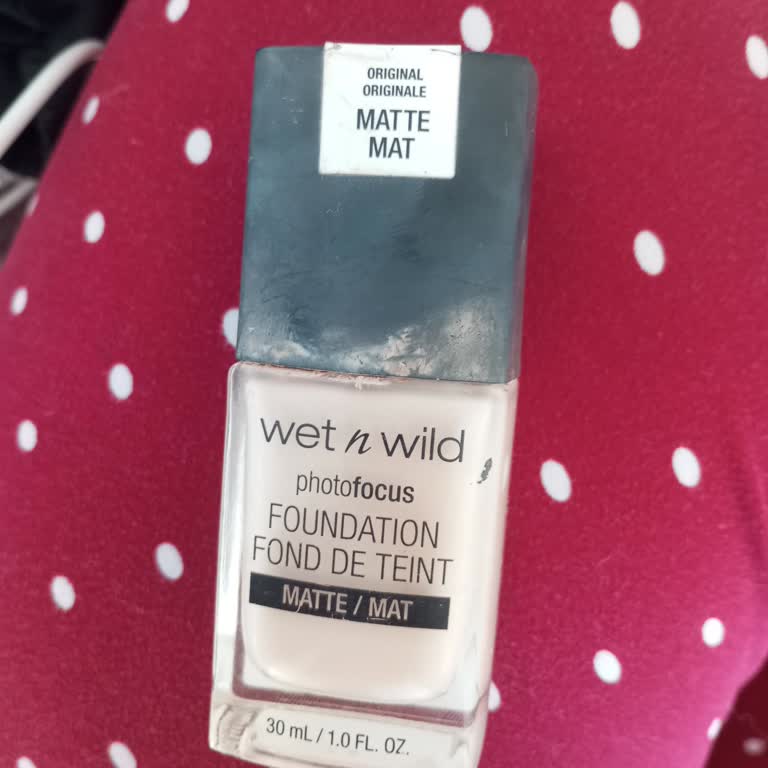 ORIGINAL
ORIGINALE
MATTE
MAT
wet n wild
photofocus
FOUNDATION
FOND DE TEINT
MATTE / MAT
30 mL / 1.0 FL. OZ.